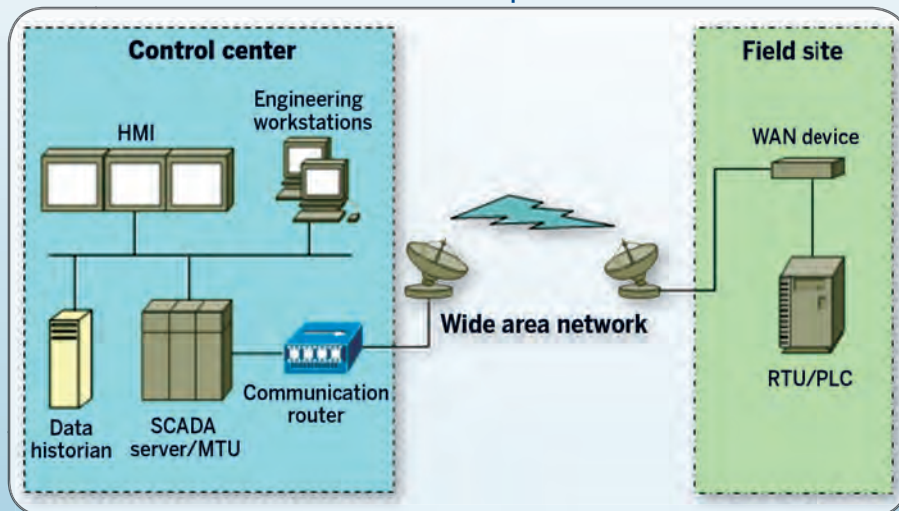 Control center
HMI
Engineering
workstations
Data
historian
SCADA
server/MTU
Communication
router
Wide area network
Field site
WAN device
RTU/PLC